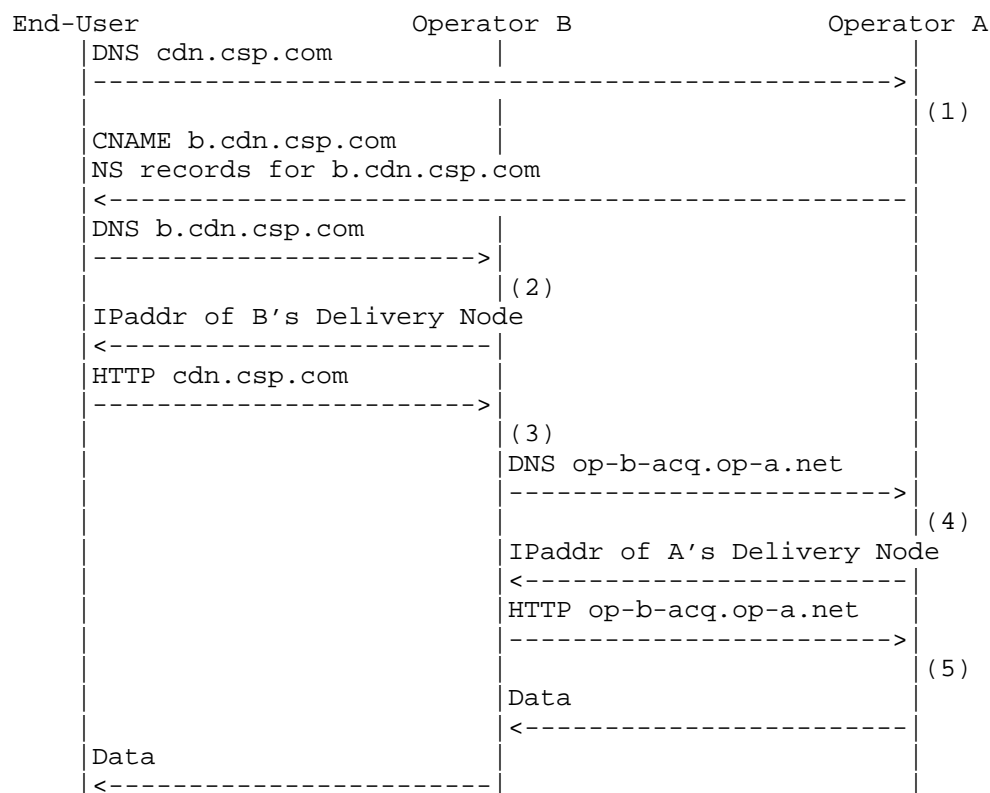 End-User Operator B Operator A
DNS cdn.csp.com
(1)
CNAME b.cdn.csp.com
NS records for b.cdn.csp.com
DNS b.cdn.csp.com
(2)
IPaddr of B's Delivery Node
HTTP cdn.csp.com
(3)
DNS op-b-acq.op-a.net
(4)
IPaddr of A's Delivery Node
HTTP op-b-acq.op-a.net
(5)
Data
Data